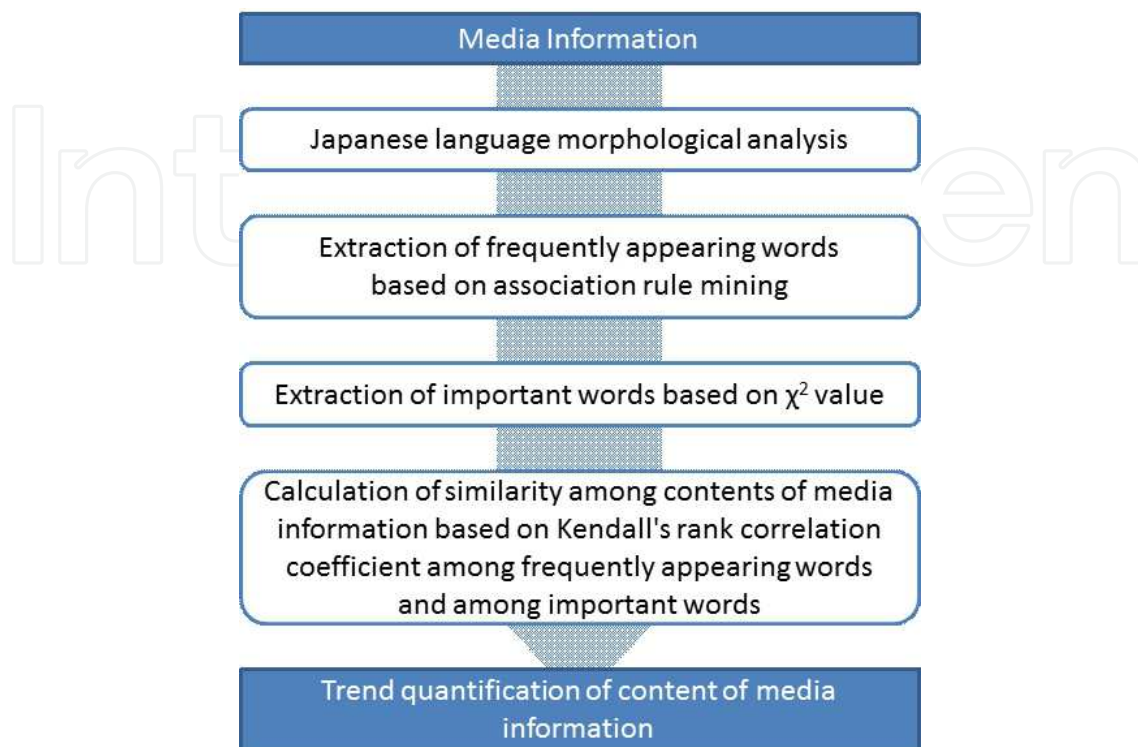 Media Information
Japanese language morphological analysis
Extraction of frequently appearing words
based on association rule mining
Extraction of important words based on χ² value
Calculation of similarity among contents of media
information based on Kendall's rank correlation
coefficient among frequently appearing words
and among important words
Trend quantification of content of media
information